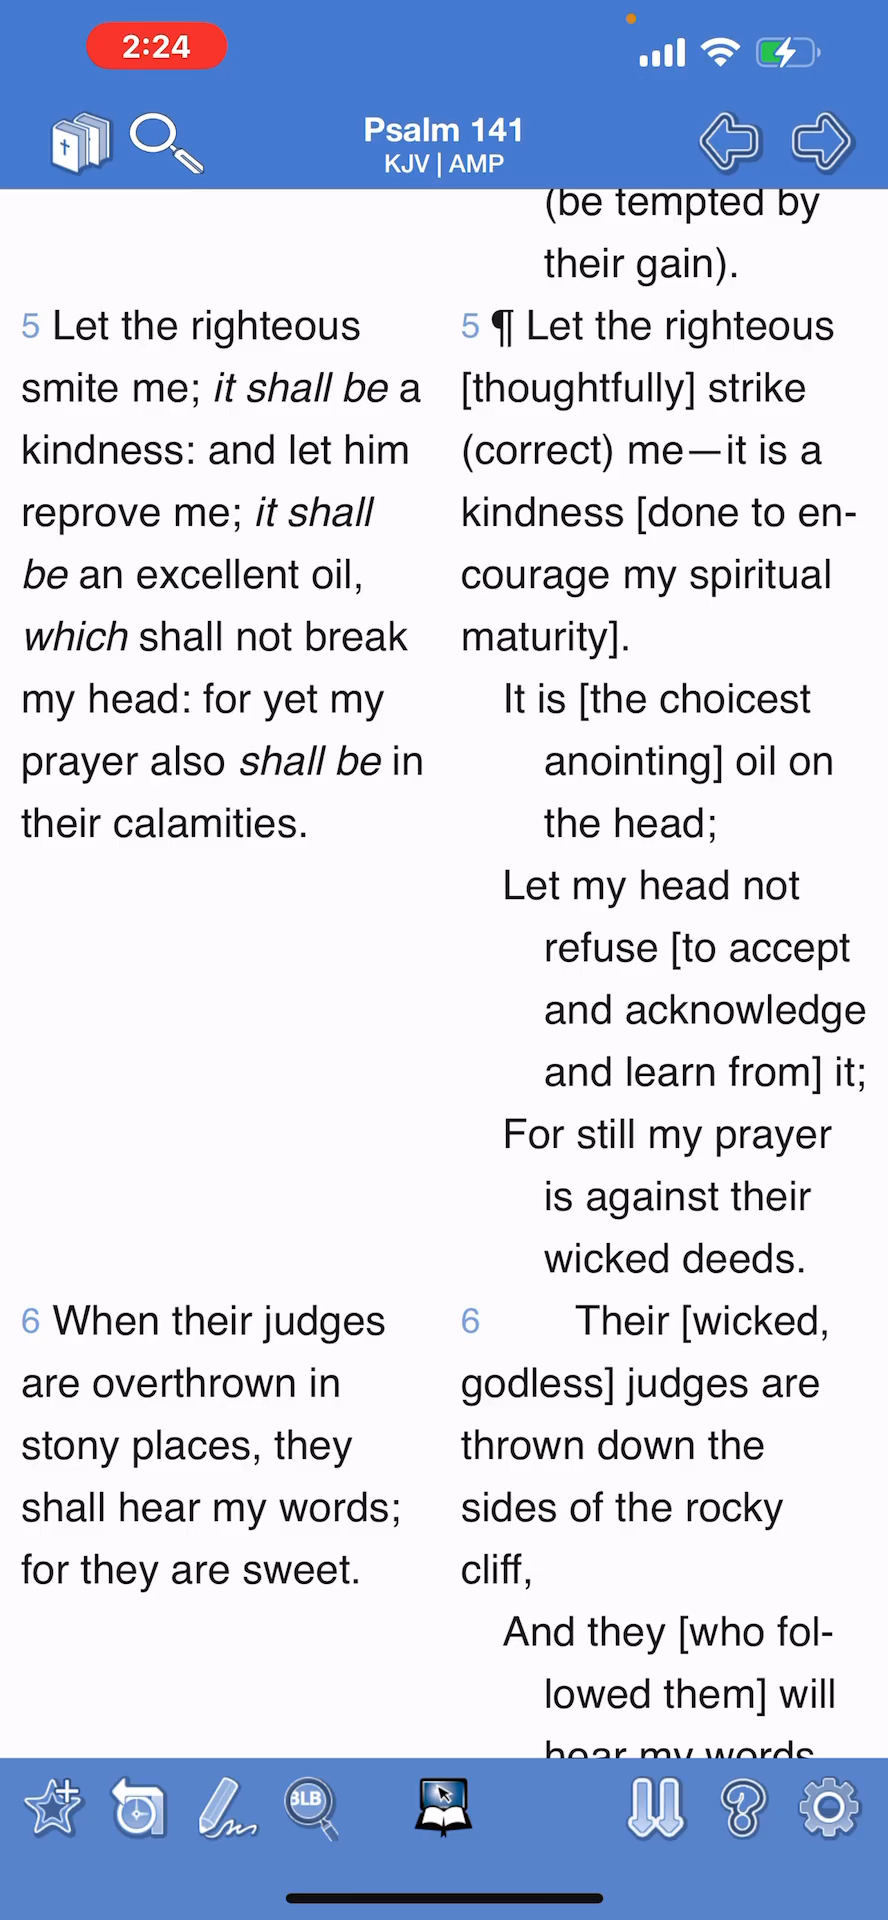 2:24
Psalm 141
KJV | AMP
(be tempted by
their gain).
5 Let the righteous
smite me; it shall be a
kindness: and let him
reprove me; it shall
be an excellent oil,
which shall not break
my head: for yet my
prayer also shall be in
their calamities.
5 ¶ Let the righteous
[thoughtfully] strike
(correct) me—it is a
kindness [done to en-
courage my spiritual
maturity].
It is [the choicest
anointing] oil on
the head;
Let my head not
refuse [to accept
and acknowledge
and learn from] it;
For still my prayer
is against their
wicked deeds.
6 When their judges
are overthrown in
stony places, they
shall hear my words;
for they are sweet.
6 Their [wicked,
godless] judges are
thrown down the
sides of the rocky
cliff,
And they [who fol-
lowed them] will
hear my words
BLB